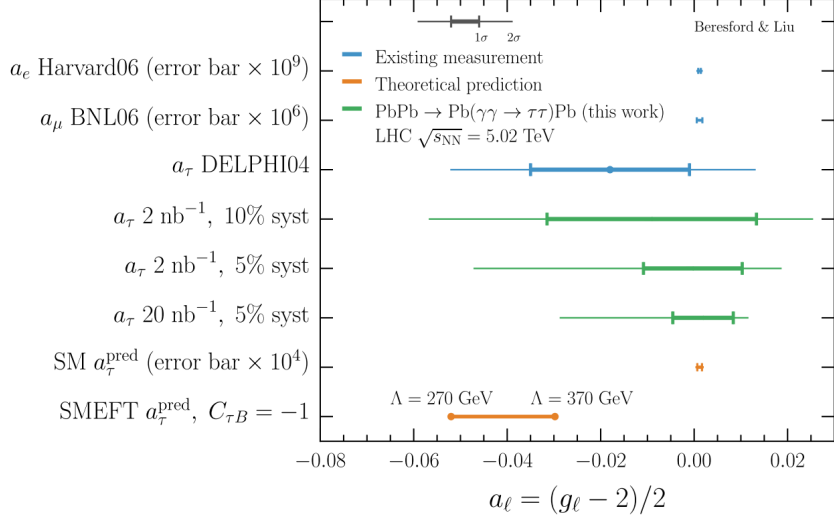 1σ 2σ
Beresford & Liu
Existing measurement
Theoretical prediction
PbPb → Pb(γγ → ττ)Pb (this work)
LHC √s_NN = 5.02 TeV
a_e Harvard06 (error bar × 10^9)
a_μ BNL06 (error bar × 10^6)
a_τ DELPHI04
a_τ 2 nb^−1, 10% syst
a_τ 2 nb^−1, 5% syst
a_τ 20 nb^−1, 5% syst
SM a_τ^pred (error bar × 10^4)
Λ = 270 GeV Λ = 370 GeV
SMEFT a_τ^pred, C_τB = −1
−0.08 −0.06 −0.04 −0.02 0.00 0.02
a_ℓ = (g_ℓ − 2)/2